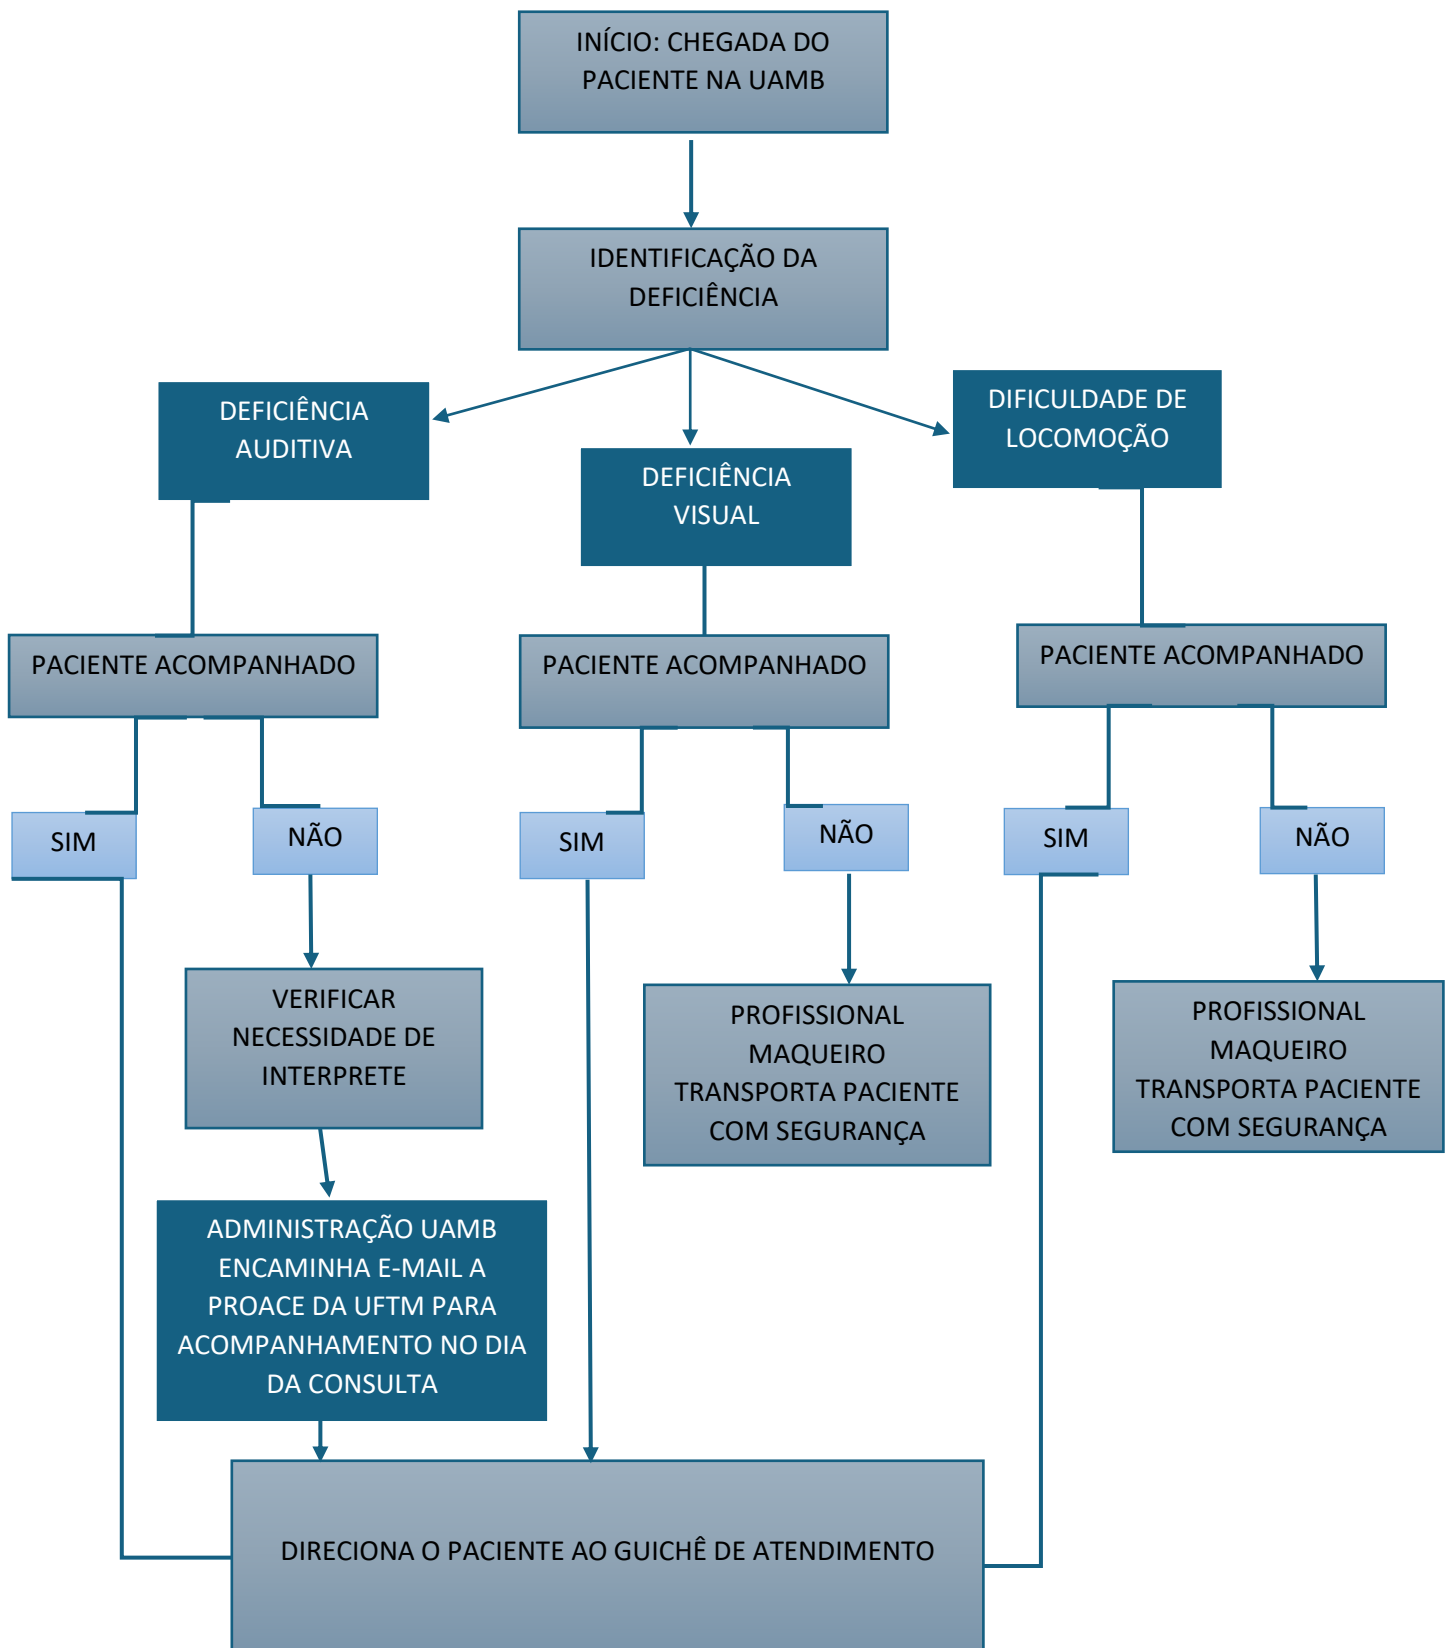 INÍCIO: CHEGADA DO
PACIENTE NA UAMB
IDENTIFICAÇÃO DA
DEFICIÊNCIA
DEFICIÊNCIA
AUDITIVA
DEFICIÊNCIA
VISUAL
DIFICULDADE DE
LOCOMOÇÃO
PACIENTE ACOMPANHADO
PACIENTE ACOMPANHADO
PACIENTE ACOMPANHADO
SIM
NÃO
SIM
NÃO
SIM
NÃO
VERIFICAR
NECESSIDADE DE
INTERPRETE
PROFISSIONAL
MAQUEIRO
TRANSPORTA PACIENTE
COM SEGURANÇA
PROFISSIONAL
MAQUEIRO
TRANSPORTA PACIENTE
COM SEGURANÇA
ADMINISTRAÇÃO UAMB
ENCAMINHA E-MAIL A
PROACE DA UFTM PARA
ACOMPANHAMENTO NO DIA
DA CONSULTA
DIRECIONA O PACIENTE AO GUICHÊ DE ATENDIMENTO